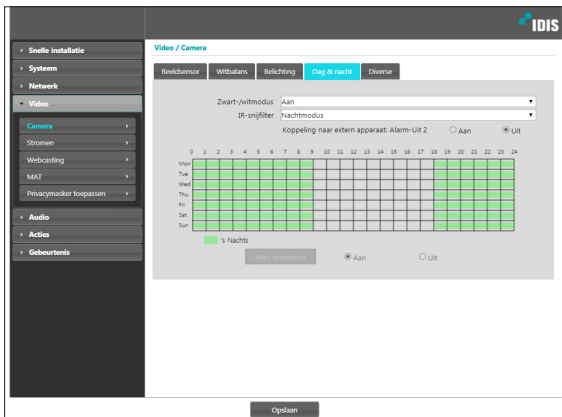 IDIS
Snelle installatie
Systeem
Netwerk
Video
Camera
Stromen
Webcasting
MAT
Privacymasker toepassen
Audio
Acties
Gebeurtenis
Video / Camera
Beeldsensor Witbalans Belichting Dag & nacht Diverse
Zwart-/witmodus Aan
IR-snijfilter Nachtmodus
Koppeling naar extern apparaat: Alarm-Uit 2 Aan Uit
0 1 2 3 4 5 6 7 8 9 10 11 12 13 14 15 16 17 18 19 20 21 22 23 24
Mon
Tue
Wed
Thu
Fri
Sat
Sun
's Nachts
Alles selecteren Aan Uit
Opslaan